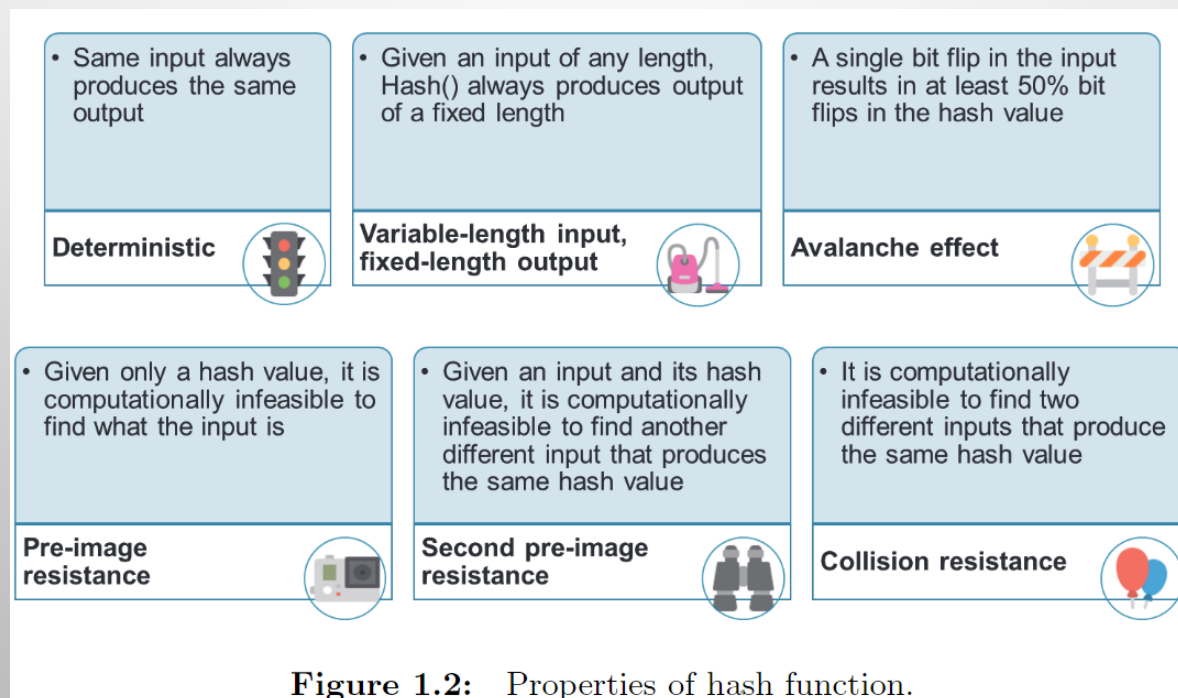 • Same input always
produces the same
output
Deterministic
• Given an input of any length,
Hash() always produces output
of a fixed length
Variable-length input,
fixed-length output
• A single bit flip in the input
results in at least 50% bit
flips in the hash value
Avalanche effect
• Given only a hash value, it is
computationally infeasible to
find what the input is
Pre-image
resistance
• Given an input and its hash
value, it is computationally
infeasible to find another
different input that produces
the same hash value
Second pre-image
resistance
• It is computationally
infeasible to find two
different inputs that produce
the same hash value
Collision resistance
Figure 1.2: Properties of hash function.